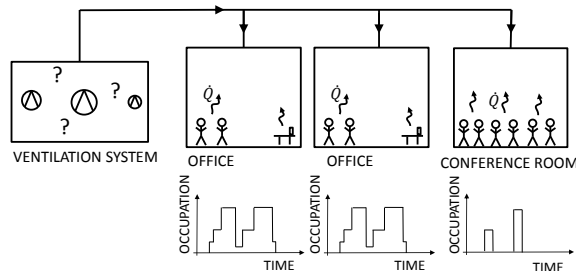 ?
?
?
Q̇
Q̇
Q̇
VENTILATION SYSTEM
OFFICE
OFFICE
CONFERENCE ROOM
OCCUPATION
TIME
OCCUPATION
TIME
OCCUPATION
TIME